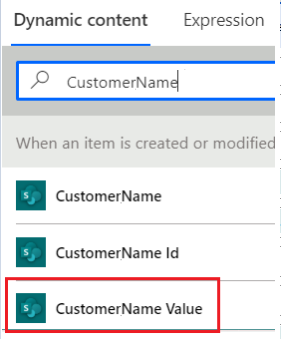 Dynamic content Expression
CustomerName
When an item is created or modified
CustomerName
CustomerName Id
CustomerName Value